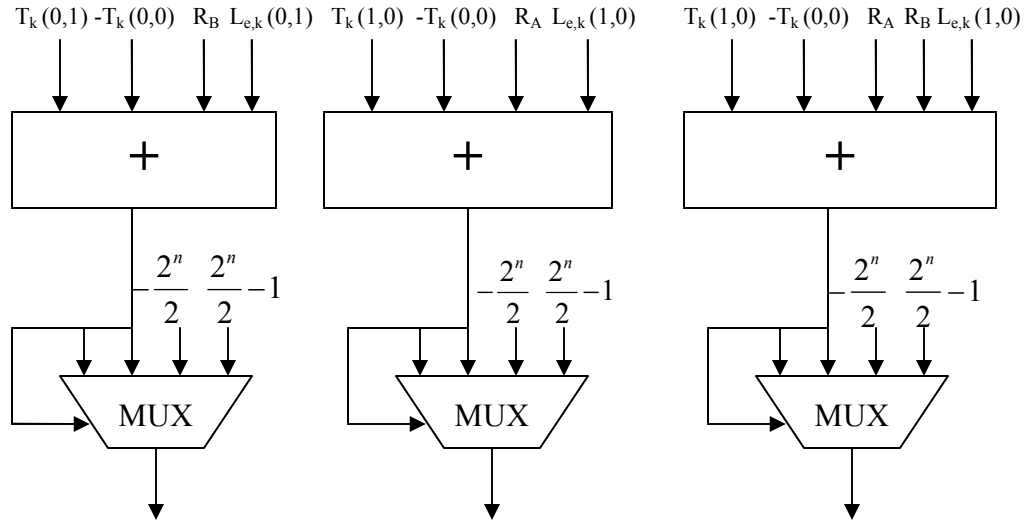 T_k(0,1) -T_k(0,0) R_B L_e,k(0,1) T_k(1,0) -T_k(0,0) R_A L_e,k(1,0) T_k(1,0) -T_k(0,0) R_A R_B L_e,k(1,0)
+ + +
-2^n/2 2^n/2-1 -2^n/2 2^n/2-1 -2^n/2 2^n/2-1
MUX MUX MUX